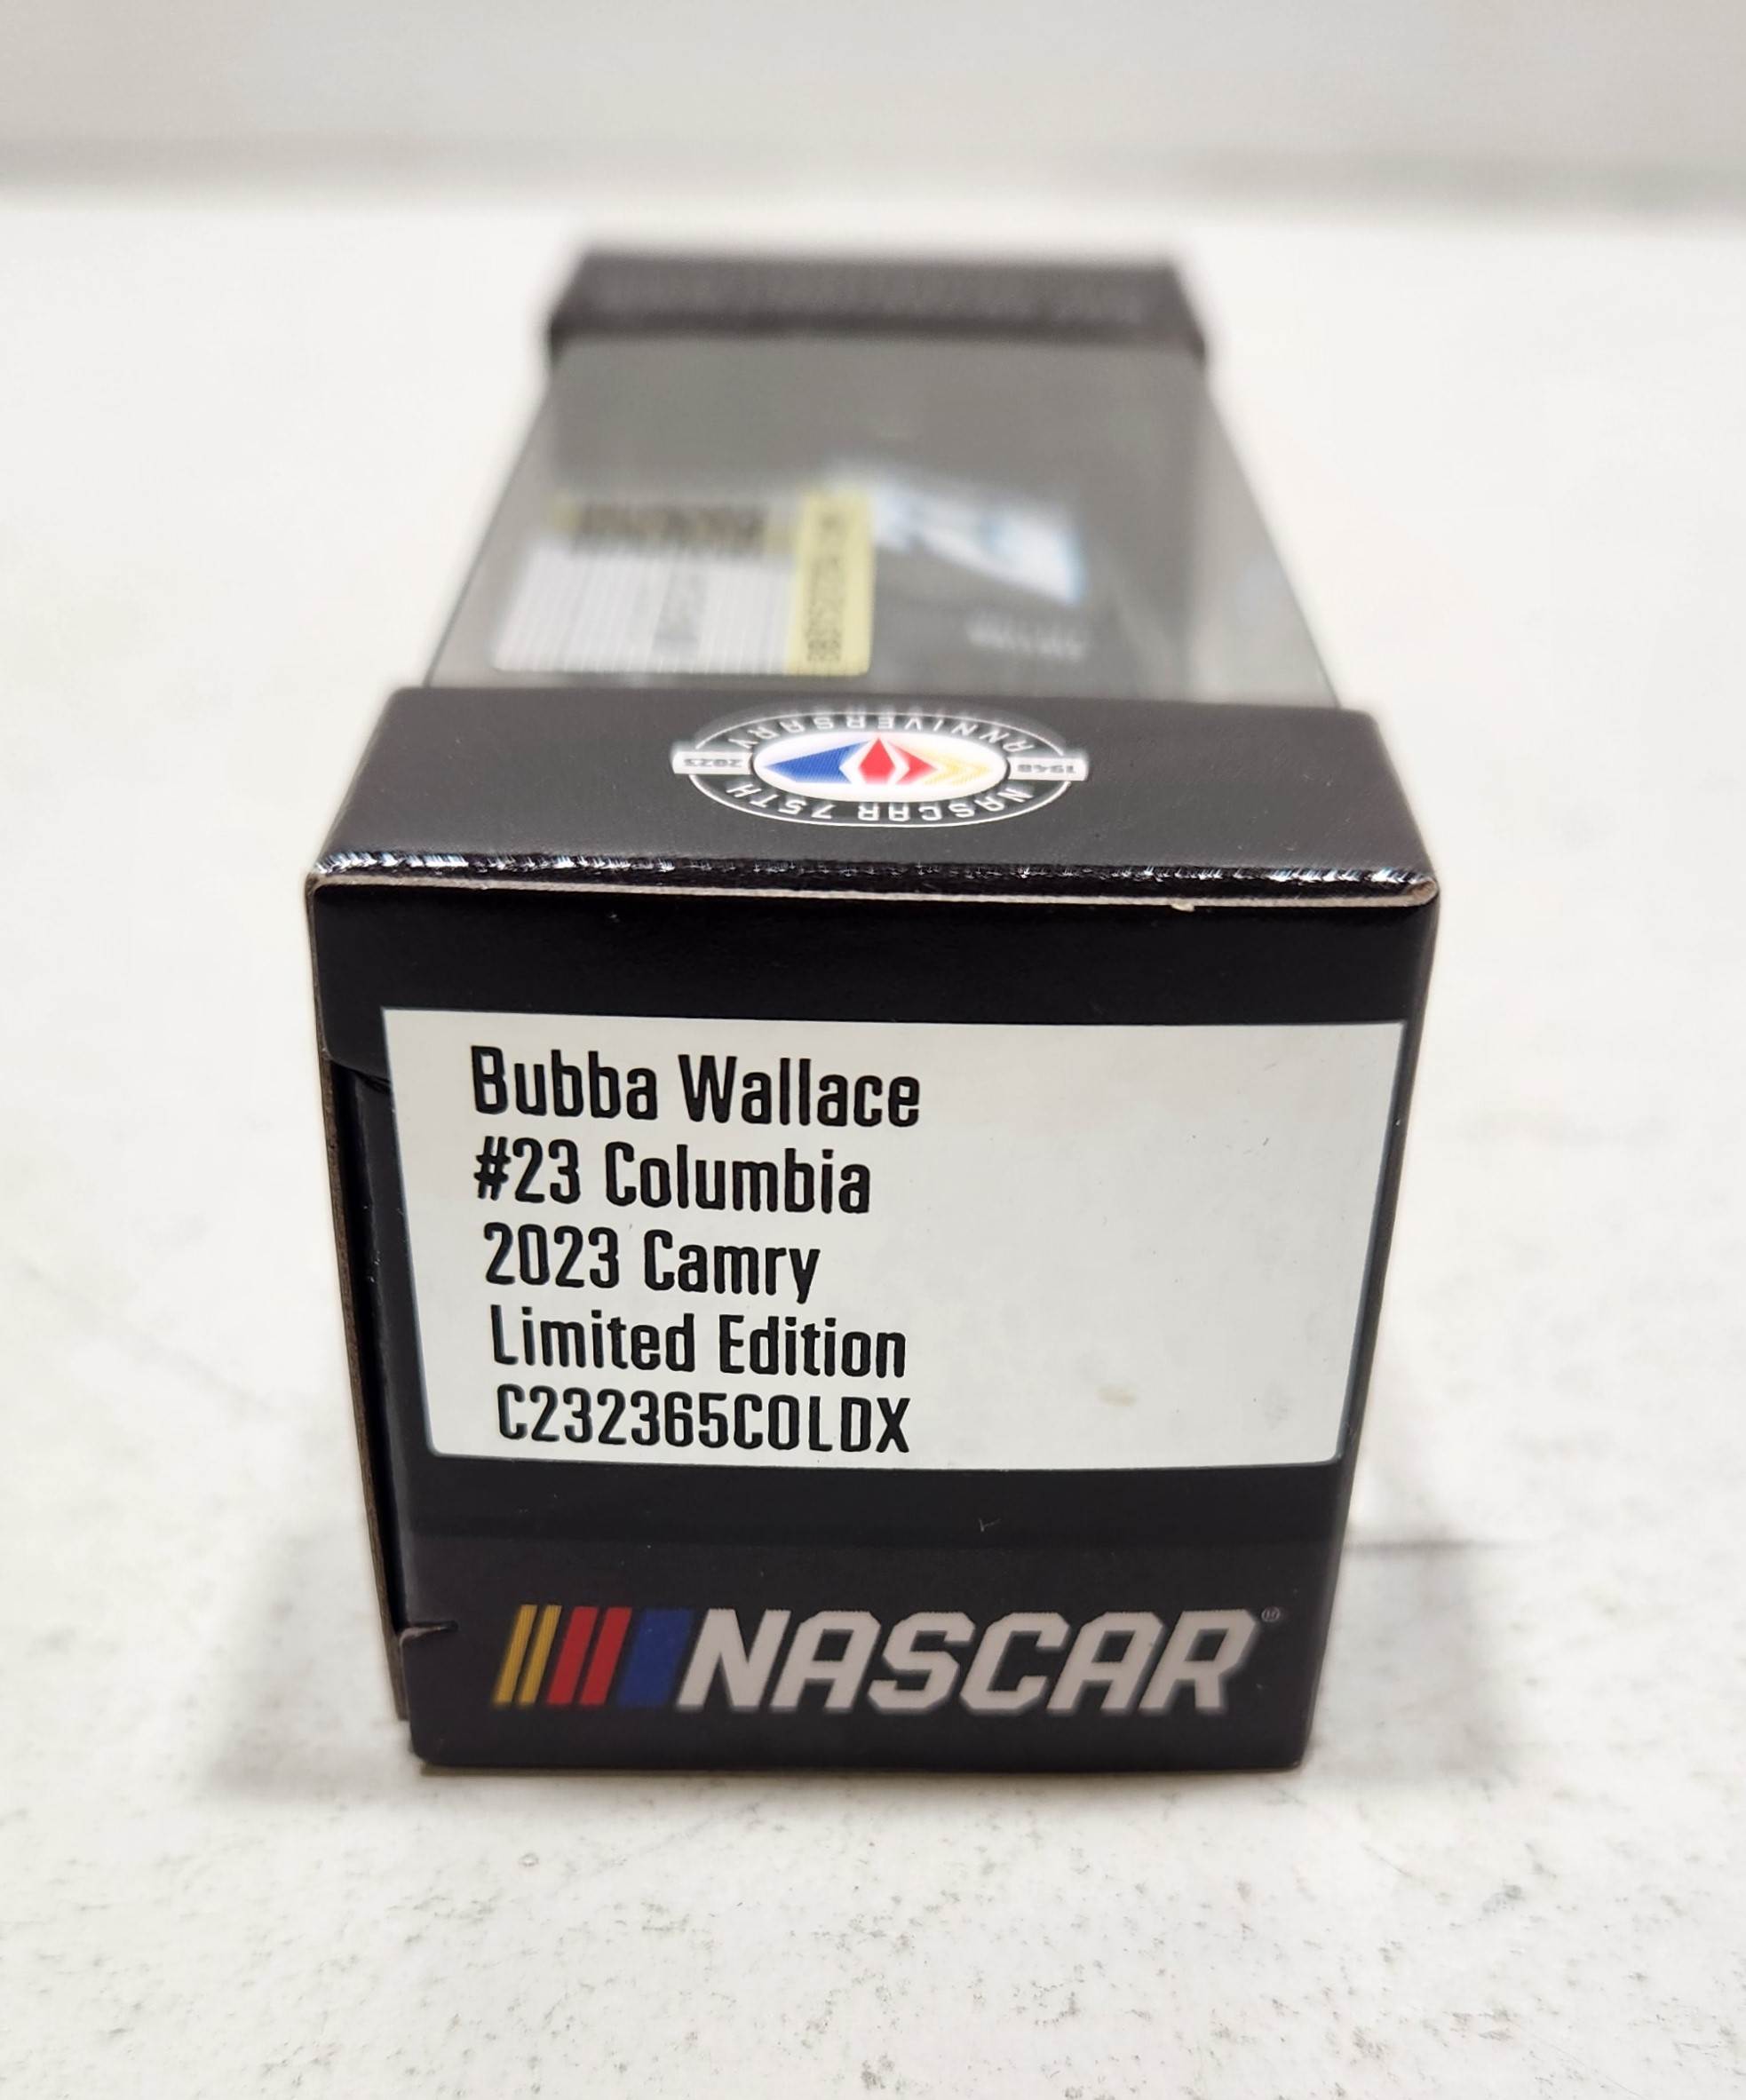 ANNIVERSARY
1948
2023
NASCAR 75TH
Bubba Wallace
#23 Columbia
2023 Camry
Limited Edition
C232365COLDX
NASCAR®